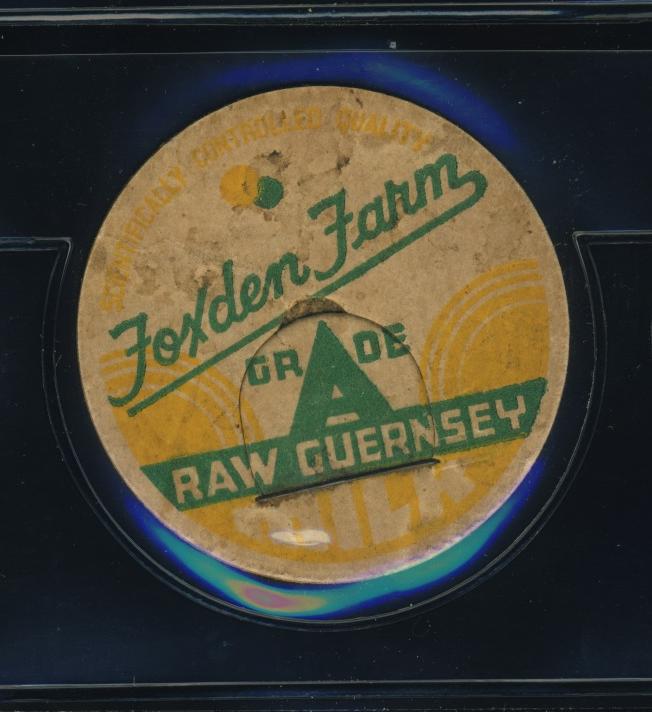 SCIENTIFICALLY CONTROLLED QUALITY
Foxden Farm
GRADE
A
RAW GUERNSEY
MILK